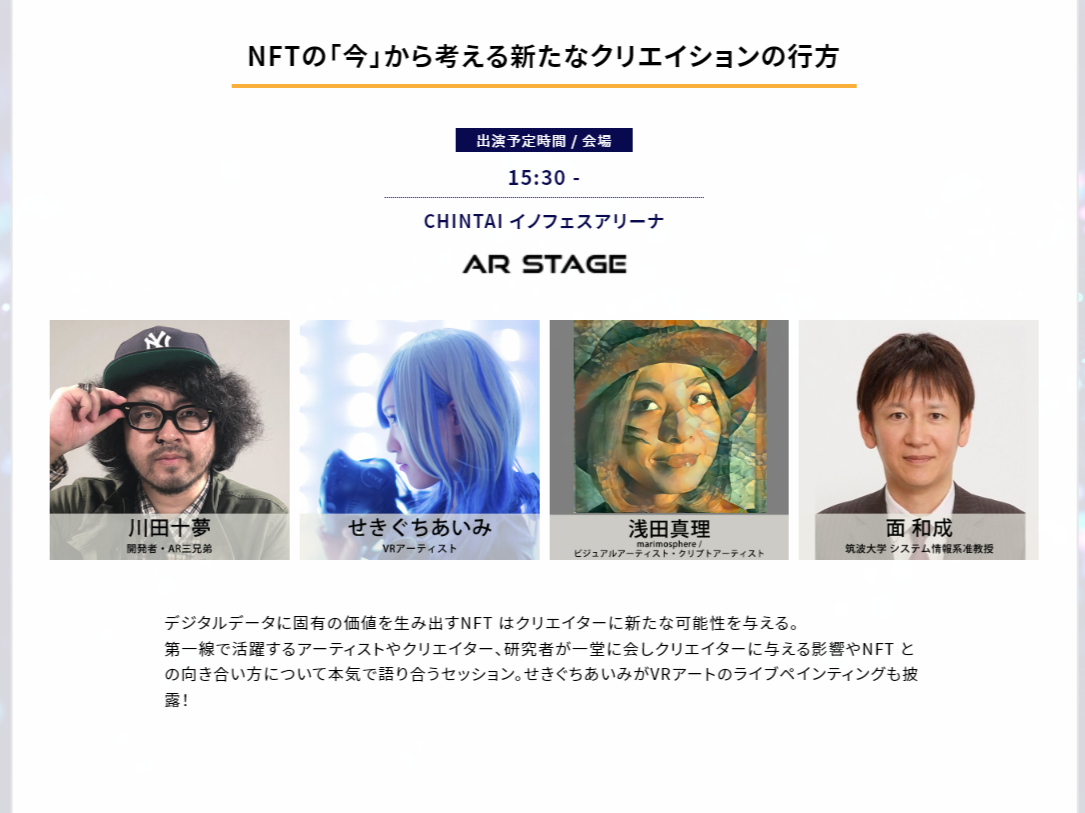 NFTの「今」から考える新たなクリエイションの行方
出演予定時間 / 会場
15:30 -
CHINTAI イノフェスアリーナ
AR STAGE
NY
川田十夢
開発者・AR三兄弟
せきぐちあいみ
VRアーティスト
浅田真理
marimosphere /
ビジュアルアーティスト・クリプトアーティスト
面 和成
筑波大学 システム情報系准教授
デジタルデータに固有の価値を生み出すNFT はクリエイターに新たな可能性を与える。
第一線で活躍するアーティストやクリエイター、研究者が一堂に会しクリエイターに与える影響やNFT と
の向き合い方について本気で語り合うセッション。せきぐちあいみがVRアートのライブペインティングも披
露！